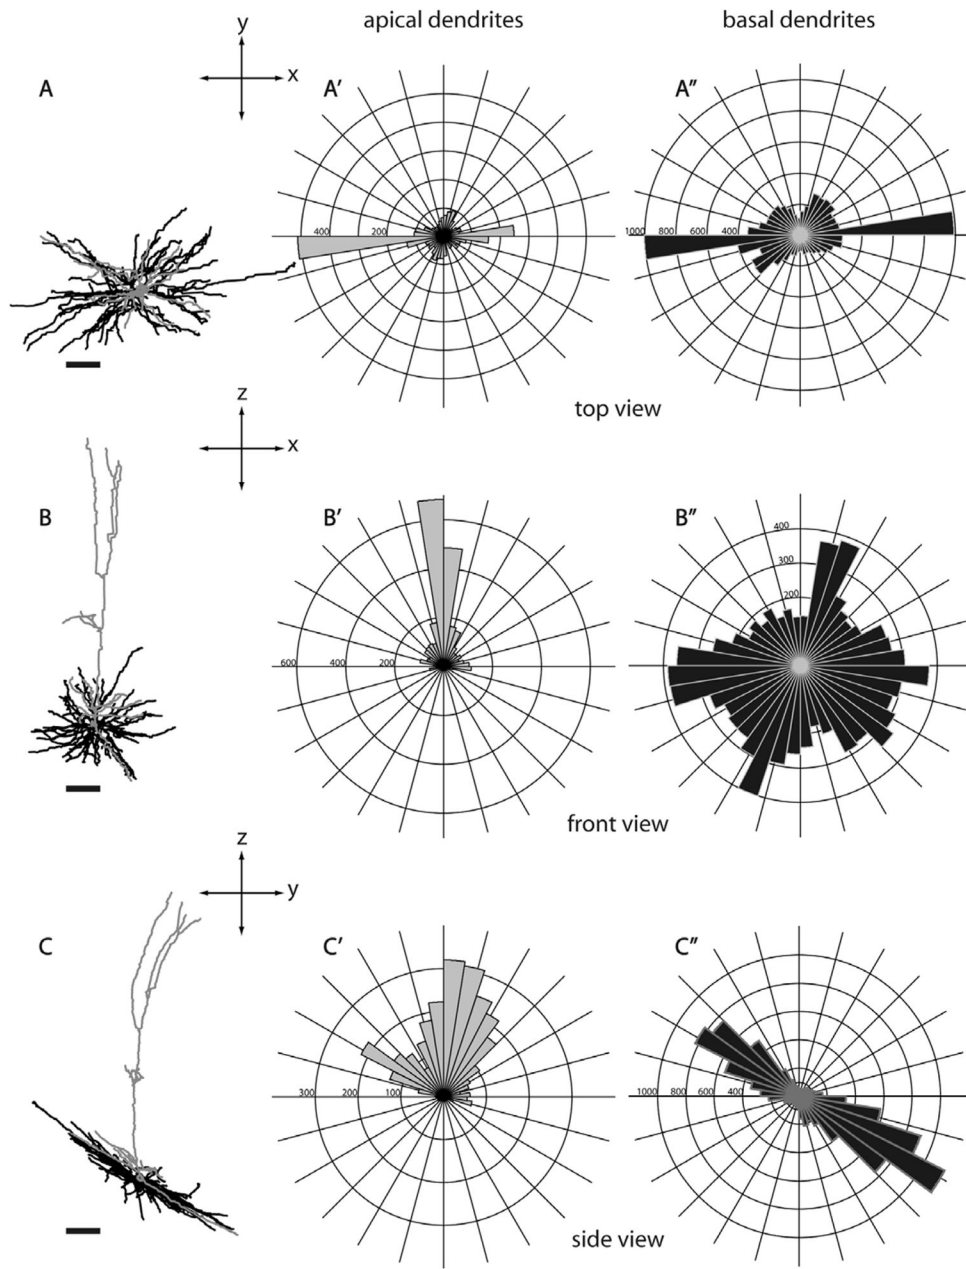 apical dendrites
basal dendrites
y
x
A
A′
A″
400 200
1000 800 600 400
top view
z
x
B
B′
B″
600 400 200
400
300
200
front view
z
y
C
C′
C″
300 200 100
1000 800 600 400
side view